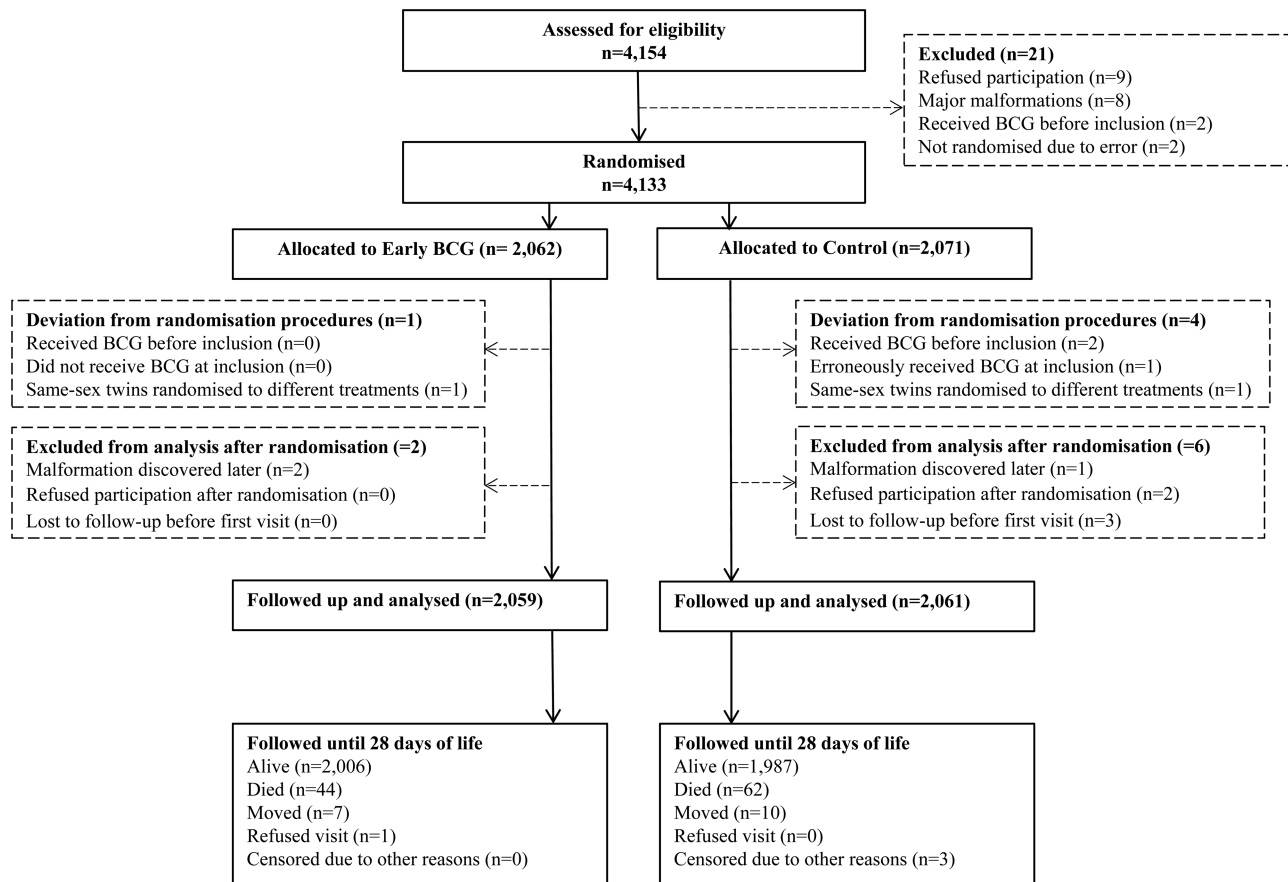 Assessed for eligibility
n=4,154
Excluded (n=21)
Refused participation (n=9)
Major malformations (n=8)
Received BCG before inclusion (n=2)
Not randomised due to error (n=2)
Randomised
n=4,133
Allocated to Early BCG (n= 2,062)
Allocated to Control (n=2,071)
Deviation from randomisation procedures (n=1)
Received BCG before inclusion (n=0)
Did not receive BCG at inclusion (n=0)
Same-sex twins randomised to different treatments (n=1)
Deviation from randomisation procedures (n=4)
Received BCG before inclusion (n=2)
Erroneously received BCG at inclusion (n=1)
Same-sex twins randomised to different treatments (n=1)
Excluded from analysis after randomisation (=2)
Malformation discovered later (n=2)
Refused participation after randomisation (n=0)
Lost to follow-up before first visit (n=0)
Excluded from analysis after randomisation (=6)
Malformation discovered later (n=1)
Refused participation after randomisation (n=2)
Lost to follow-up before first visit (n=3)
Followed up and analysed (n=2,059)
Followed up and analysed (n=2,061)
Followed until 28 days of life
Alive (n=2,006)
Died (n=44)
Moved (n=7)
Refused visit (n=1)
Censored due to other reasons (n=0)
Followed until 28 days of life
Alive (n=1,987)
Died (n=62)
Moved (n=10)
Refused visit (n=0)
Censored due to other reasons (n=3)